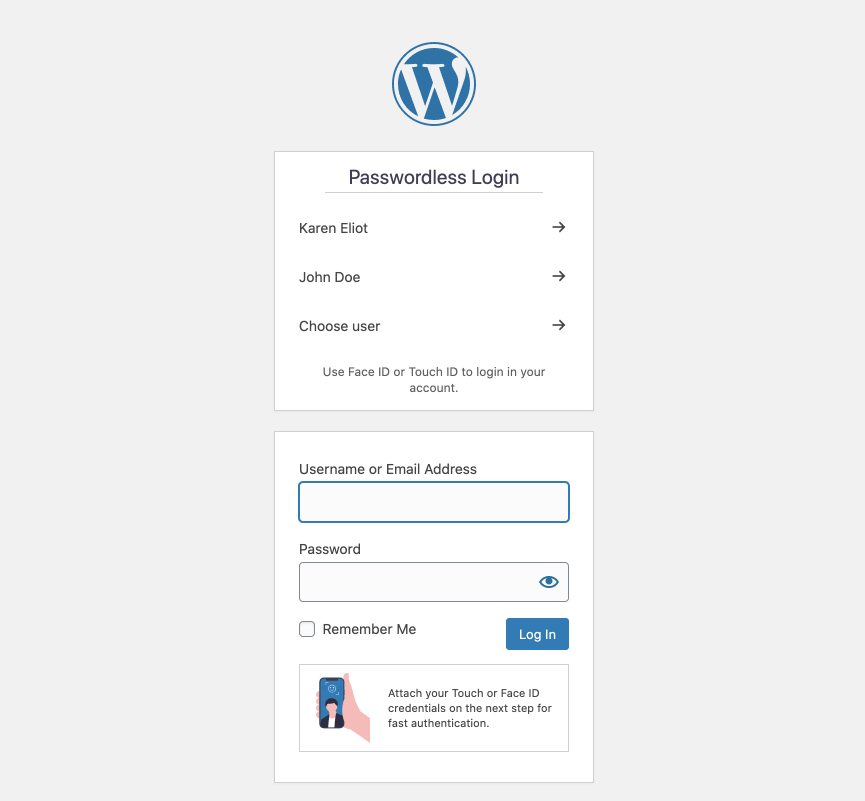 Passwordless Login
Karen Eliot
John Doe
Choose user
Use Face ID or Touch ID to login in your
account.
Username or Email Address
Password
Remember Me
Log In
Attach your Touch or Face ID
credentials on the next step for
fast authentication.